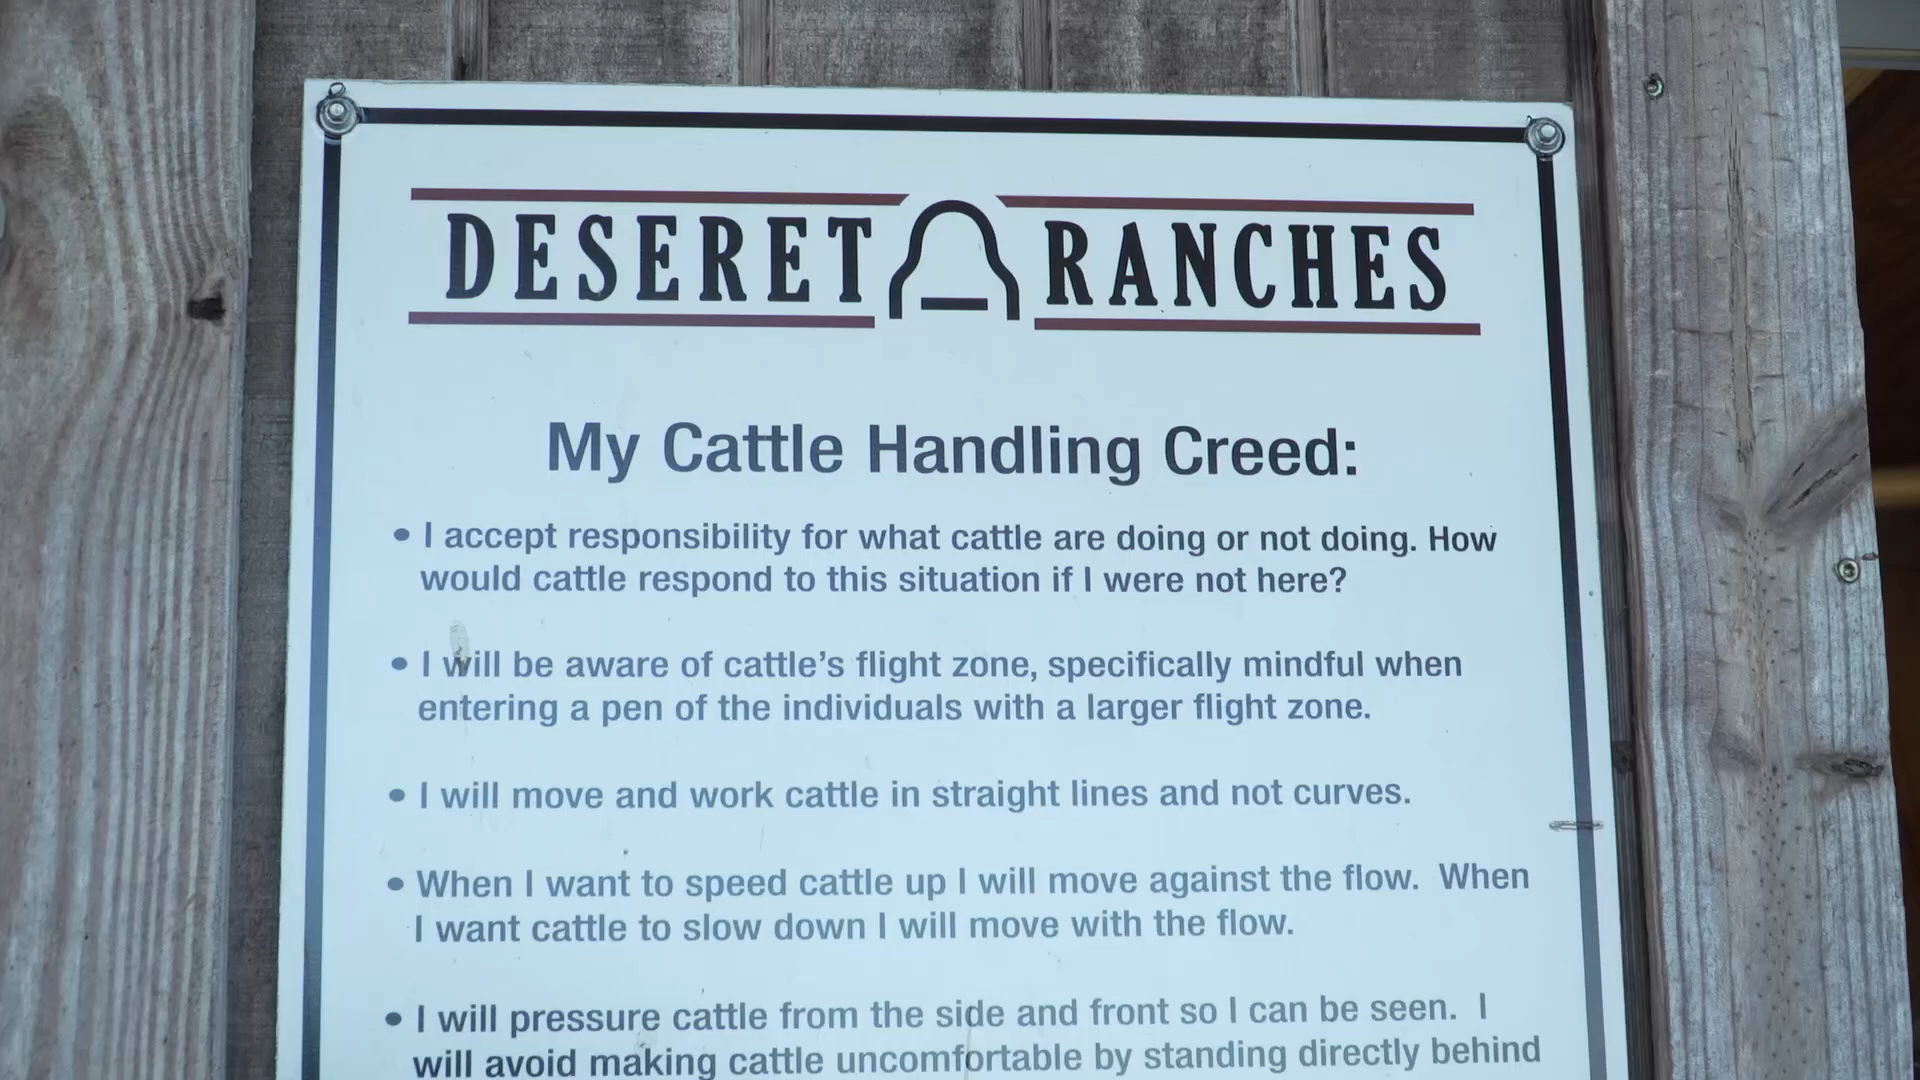 DESERET RANCHES
My Cattle Handling Creed:
• I accept responsibility for what cattle are doing or not doing. How
would cattle respond to this situation if I were not here?
• I will be aware of cattle's flight zone, specifically mindful when
entering a pen of the individuals with a larger flight zone.
• I will move and work cattle in straight lines and not curves.
• When I want to speed cattle up I will move against the flow. When
I want cattle to slow down I will move with the flow.
• I will pressure cattle from the side and front so I can be seen. I
will avoid making cattle uncomfortable by standing directly behind